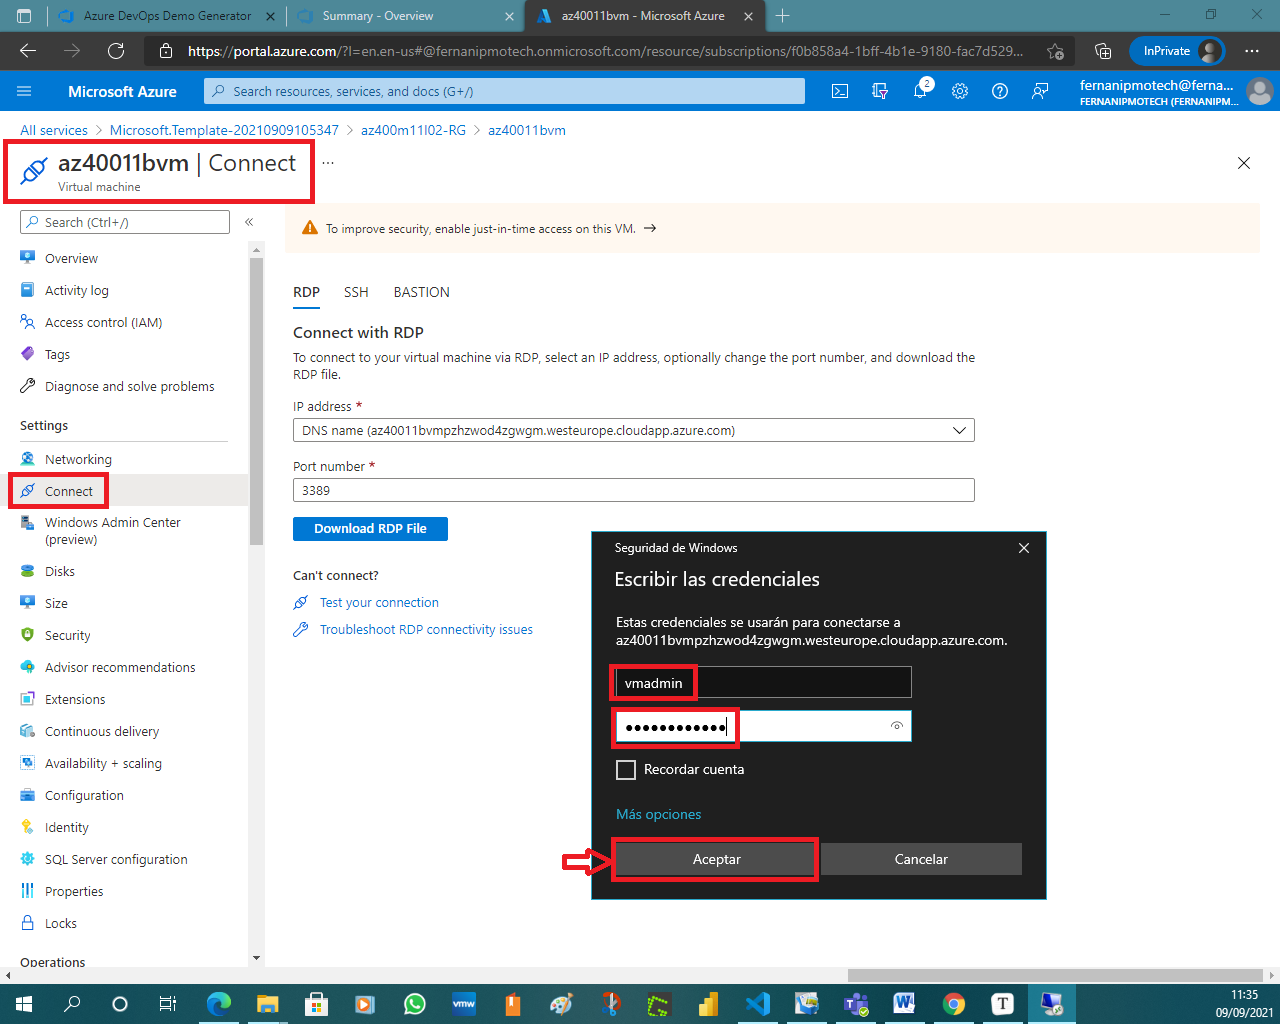 Azure DevOps Demo Generator
Summary - Overview
az40011bvm - Microsoft Azure
https://portal.azure.com/?l=en.en-us#@fernanipmotech.onmicrosoft.com/resource/subscriptions/f0b858a4-1bff-4b1e-9180-fac7d529...
InPrivate
Microsoft Azure
Search resources, services, and docs (G+/)
2
fernanipmotech@ferna...
FERNANIPMOTECH (FERNANIPM...
All services > Microsoft.Template-20210909105347 > az400m11l02-RG > az40011bvm
az40011bvm | Connect ...
Virtual machine
Search (Ctrl+/)
«
To improve security, enable just-in-time access on this VM. →
Overview
Activity log
Access control (IAM)
Tags
Diagnose and solve problems
Settings
Networking
Connect
Windows Admin Center
(preview)
Disks
Size
Security
Advisor recommendations
Extensions
Continuous delivery
Availability + scaling
Configuration
Identity
SQL Server configuration
Properties
Locks
Operations
RDP SSH BASTION
Connect with RDP
To connect to your virtual machine via RDP, select an IP address, optionally change the port number, and download the
RDP file.
IP address *
DNS name (az40011bvmpzhzwod4zgwgm.westeurope.cloudapp.azure.com)
Port number *
3389
Download RDP File
Can't connect?
Test your connection
Troubleshoot RDP connectivity issues
Seguridad de Windows
Escribir las credenciales
Estas credenciales se usarán para conectarse a
az40011bvmpzhzwod4zgwgm.westeurope.cloudapp.azure.com.
vmadmin
●●●●●●●●●●●●
Recordar cuenta
Más opciones
Aceptar
Cancelar
vmw
T
11:35
09/09/2021